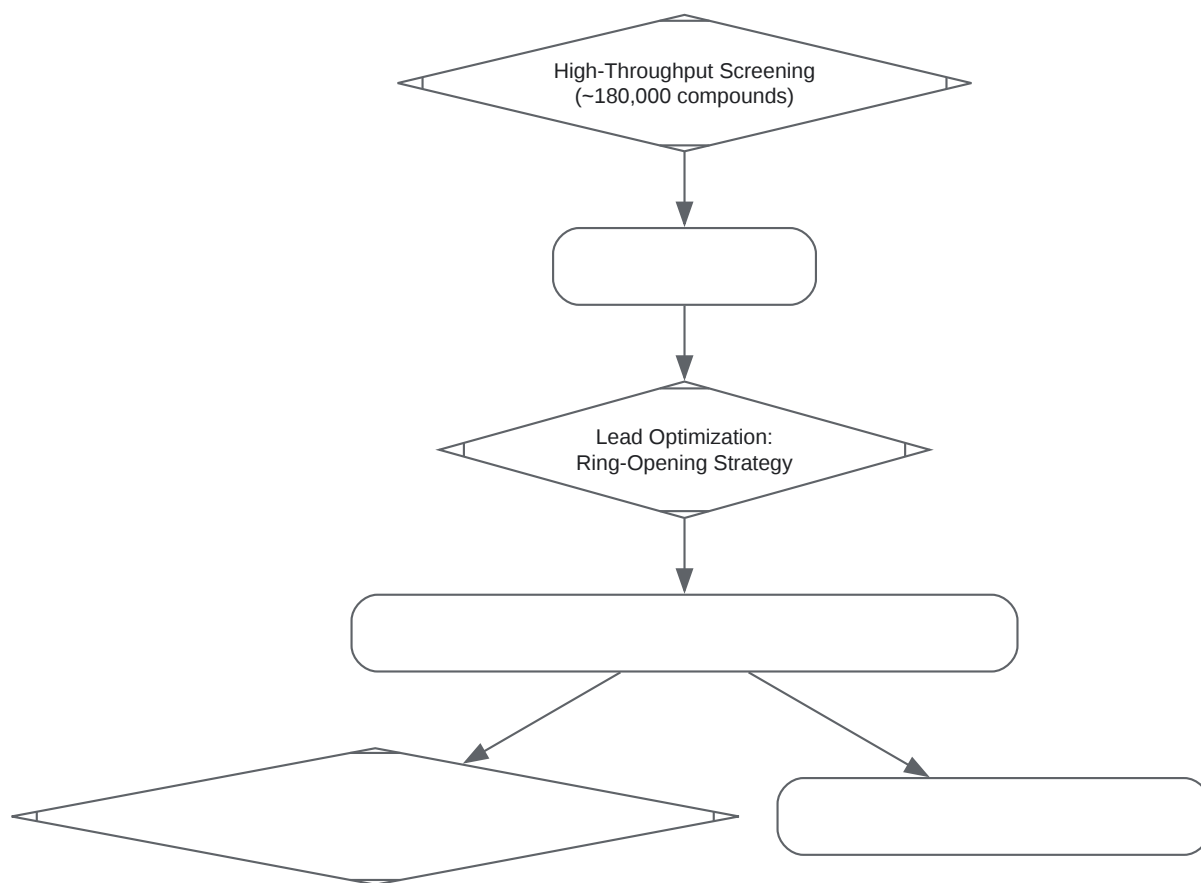 High-Throughput Screening
(~180,000 compounds)
Lead Optimization:
Ring-Opening Strategy